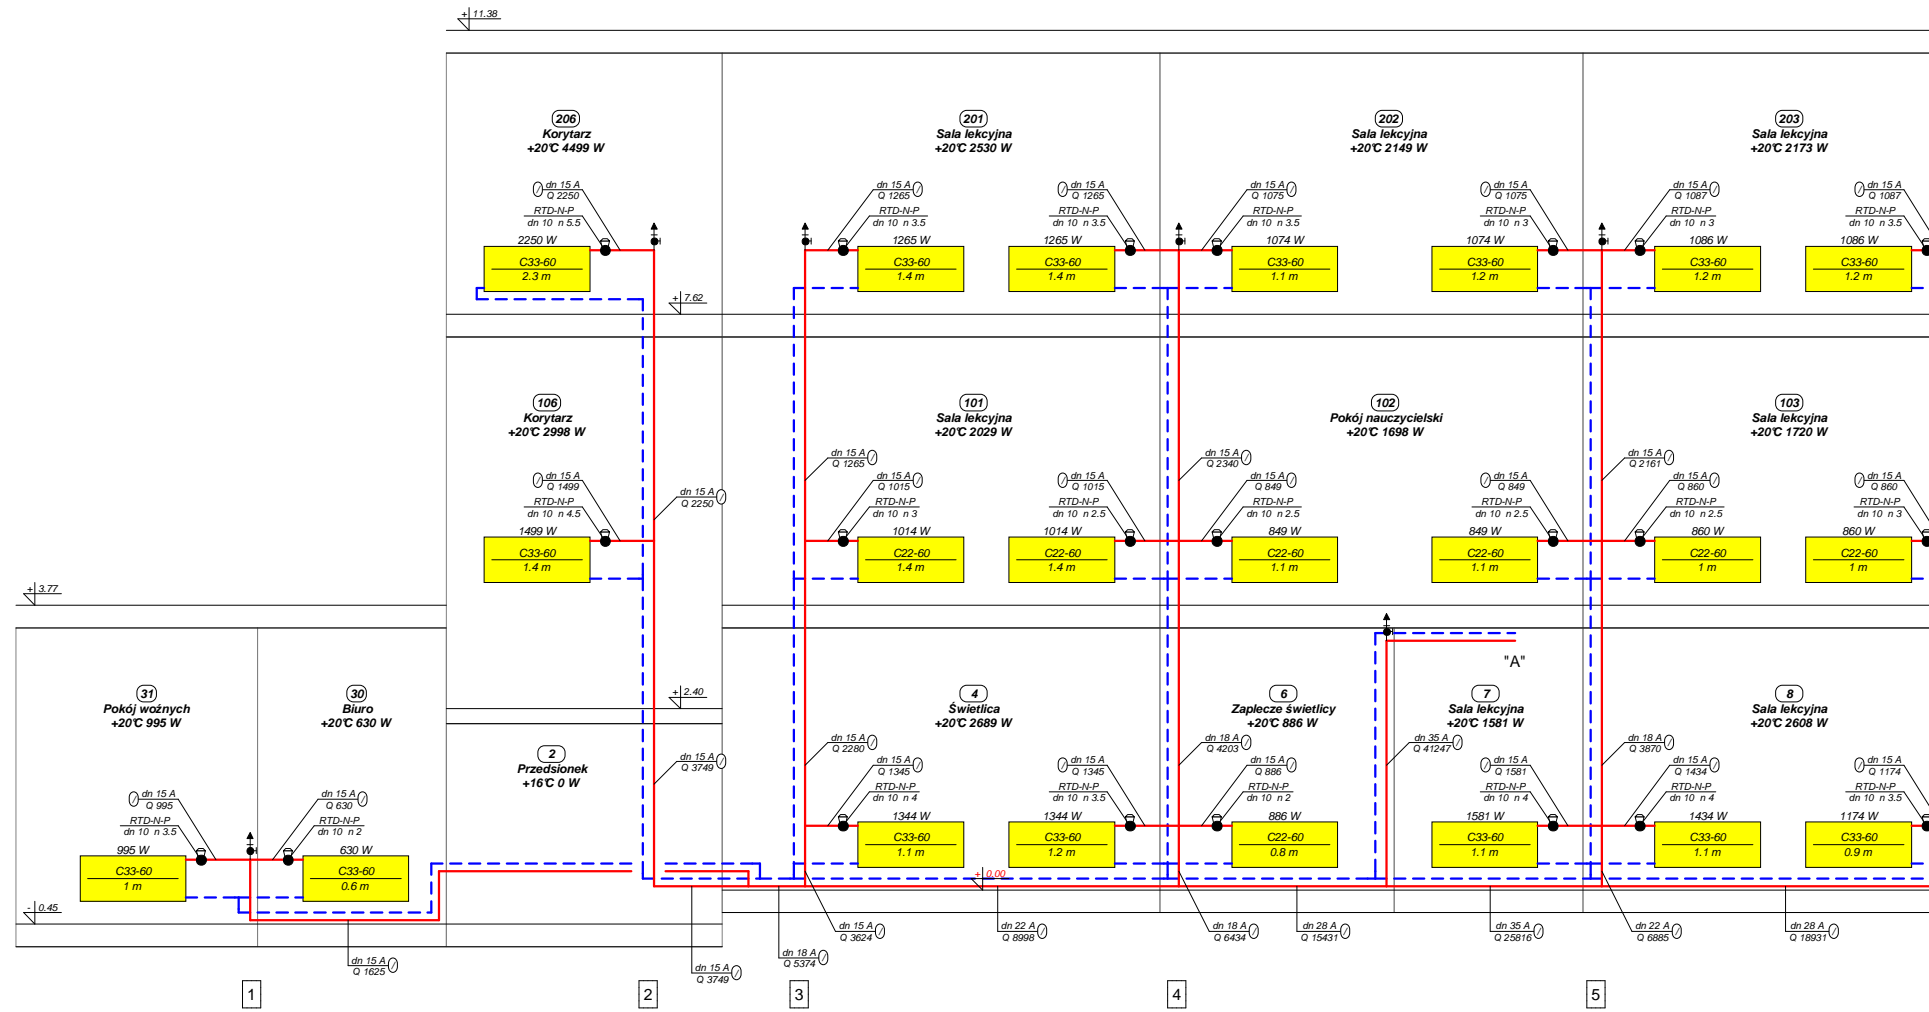 + 11.38
206
Korytarz
+20°C 4499 W
201
Sala lekcyjna
+20°C 2530 W
202
Sala lekcyjna
+20°C 2149 W
203
Sala lekcyjna
+20°C 2173 W
dn 15 A
Q 2250
RTD-N-P
dn 10 n 5.5
2250 W
C33-60
2.3 m
dn 15 A
Q 1265
RTD-N-P
dn 10 n 3.5
1265 W
C33-60
1.4 m
dn 15 A
Q 1265
RTD-N-P
dn 10 n 3.5
1265 W
C33-60
1.4 m
dn 15 A
Q 1075
RTD-N-P
dn 10 n 3.5
1074 W
C33-60
1.1 m
dn 15 A
Q 1075
RTD-N-P
dn 10 n 3
1074 W
C33-60
1.2 m
dn 15 A
Q 1087
RTD-N-P
dn 10 n 3
1086 W
C33-60
1.2 m
dn 15 A
Q 1087
RTD-N-P
dn 10 n 3.5
1086 W
C33-60
1.2 m
+ 7.62
106
Korytarz
+20°C 2998 W
101
Sala lekcyjna
+20°C 2029 W
102
Pokój nauczycielski
+20°C 1698 W
103
Sala lekcyjna
+20°C 1720 W
dn 15 A
Q 1265
dn 15 A
Q 2340
dn 15 A
Q 2161
dn 15 A
Q 1499
RTD-N-P
dn 10 n 4.5
1499 W
C33-60
1.4 m
dn 15 A
Q 2250
dn 15 A
Q 1015
RTD-N-P
dn 10 n 3
1014 W
C22-60
1.4 m
dn 15 A
Q 1015
RTD-N-P
dn 10 n 2.5
1014 W
C22-60
1.4 m
dn 15 A
Q 849
RTD-N-P
dn 10 n 2.5
849 W
C22-60
1.1 m
dn 15 A
Q 849
RTD-N-P
dn 10 n 2.5
849 W
C22-60
1.1 m
dn 15 A
Q 860
RTD-N-P
dn 10 n 2.5
860 W
C22-60
1 m
dn 15 A
Q 860
RTD-N-P
dn 10 n 3
860 W
C22-60
1 m
+ 3.77
"A"
31
Pokój woźnych
+20°C 995 W
30
Biuro
+20°C 630 W
+ 2.40
2
Przedsionek
+16°C 0 W
4
Świetlica
+20°C 2689 W
6
Zaplecze świetlicy
+20°C 886 W
7
Sala lekcyjna
+20°C 1581 W
8
Sala lekcyjna
+20°C 2608 W
dn 15 A
Q 3749
dn 15 A
Q 2280
dn 18 A
Q 4203
dn 35 A
Q 41247
dn 18 A
Q 3870
dn 15 A
Q 995
RTD-N-P
dn 10 n 3.5
995 W
C33-60
1 m
dn 15 A
Q 630
RTD-N-P
dn 10 n 2
630 W
C33-60
0.6 m
dn 15 A
Q 1345
RTD-N-P
dn 10 n 4
1344 W
C33-60
1.1 m
dn 15 A
Q 1345
RTD-N-P
dn 10 n 3.5
1344 W
C33-60
1.2 m
dn 15 A
Q 886
RTD-N-P
dn 10 n 2
886 W
C22-60
0.8 m
dn 15 A
Q 1581
RTD-N-P
dn 10 n 4
1581 W
C33-60
1.1 m
dn 15 A
Q 1434
RTD-N-P
dn 10 n 4
1434 W
C33-60
1.1 m
dn 15 A
Q 1174
RTD-N-P
dn 10 n 3.5
1174 W
C33-60
0.9 m
+ 0.00
- 0.45
dn 15 A
Q 1625
dn 15 A
Q 3749
dn 18 A
Q 5374
dn 15 A
Q 3624
dn 22 A
Q 8998
dn 18 A
Q 6434
dn 28 A
Q 15431
dn 35 A
Q 25816
dn 22 A
Q 6885
dn 28 A
Q 18931
1
2
3
4
5